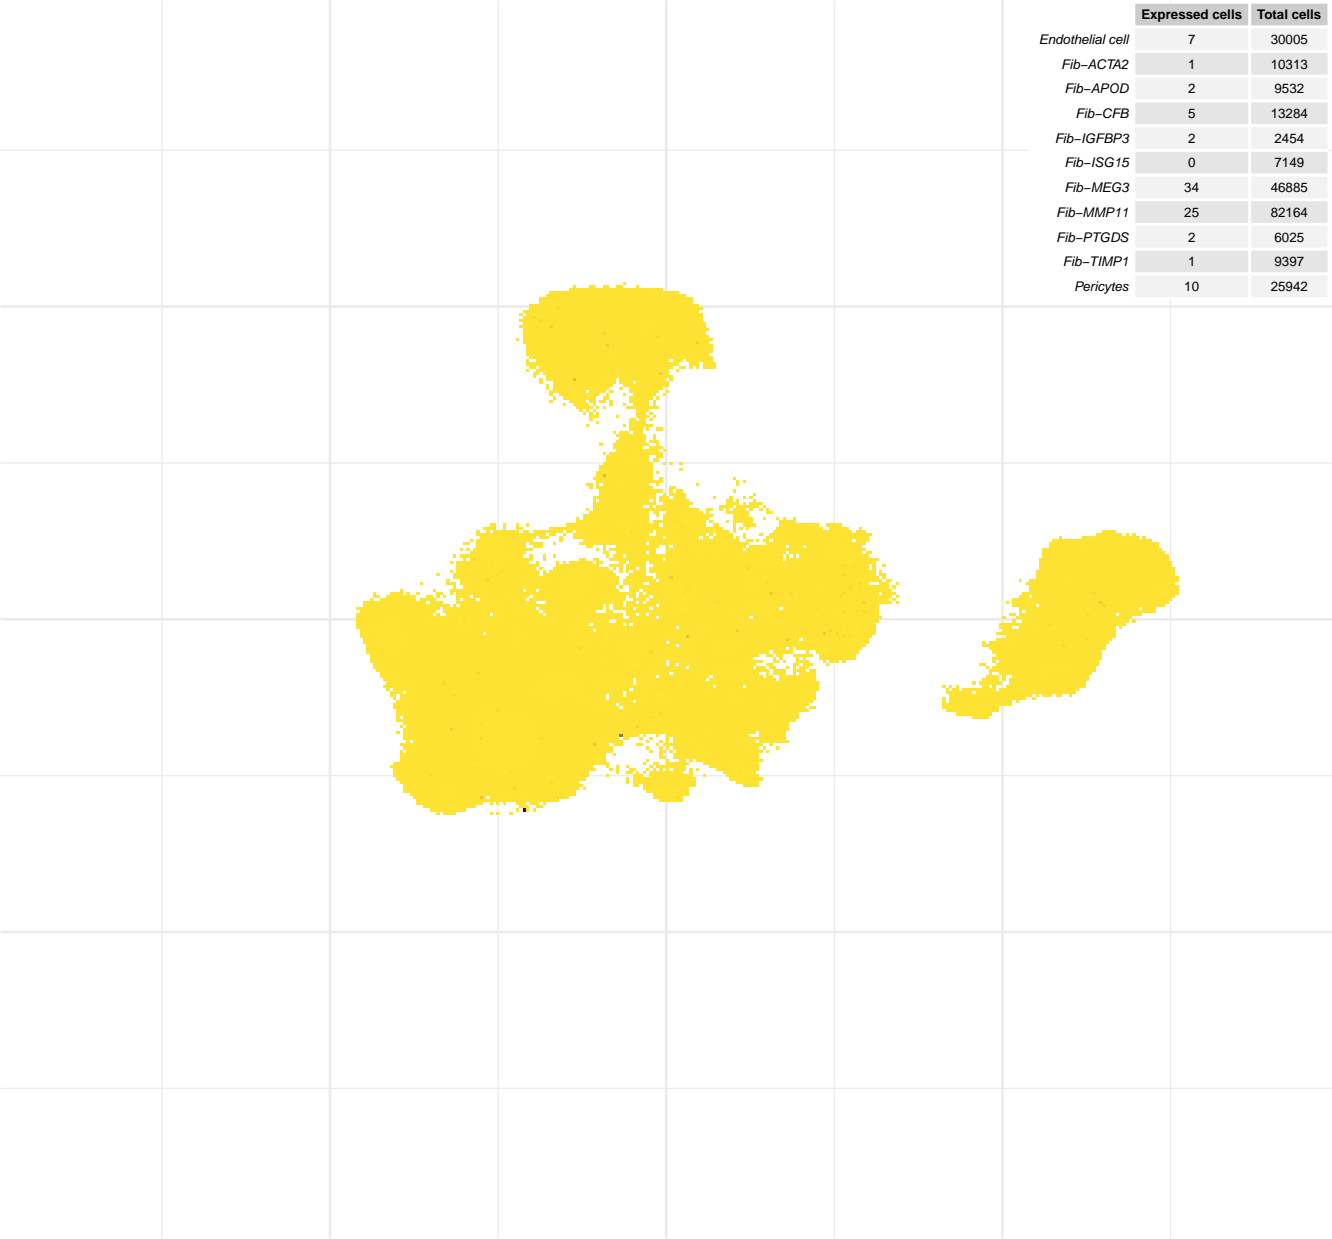 Expressed cells Total cells
Endothelial cell 7 30005
Fib−ACTA2 1 10313
Fib−APOD 2 9532
Fib−CFB 5 13284
Fib−IGFBP3 2 2454
Fib−ISG15 0 7149
Fib−MEG3 34 46885
Fib−MMP11 25 82164
Fib−PTGDS 2 6025
Fib−TIMP1 1 9397
Pericytes 10 25942